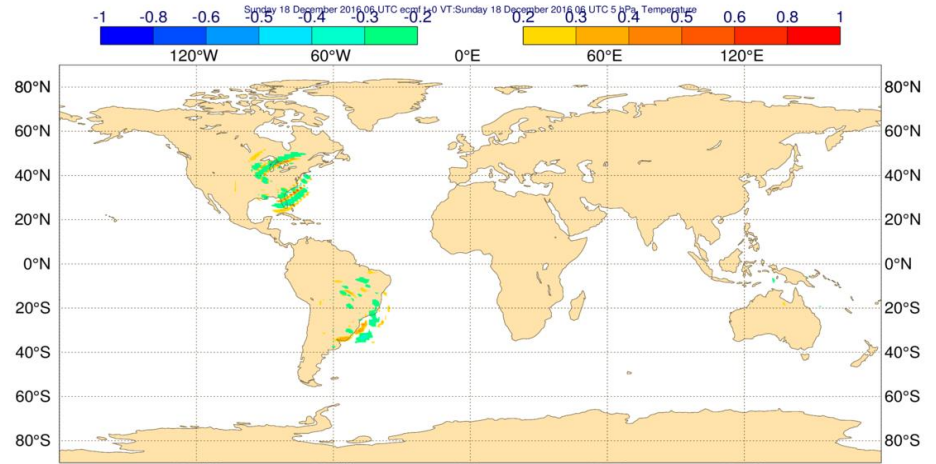 Sunday 18 December 2016 06 UTC ecmf t+0 VT:Sunday 18 December 2016 06 UTC 5 hPa Temperature
-1 -0.8 -0.6 -0.5 -0.4 -0.3 -0.2 0.2 0.3 0.4 0.5 0.6 0.8 1
120°W 60°W 0°E 60°E 120°E
80°N 80°N
60°N 60°N
40°N 40°N
20°N 20°N
0°N 0°N
20°S 20°S
40°S 40°S
60°S 60°S
80°S 80°S